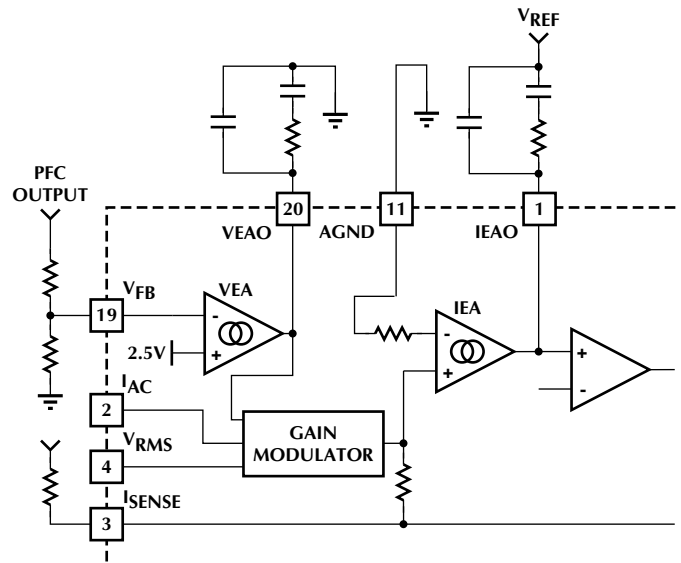 VREF
PFC
OUTPUT
20
11
1
VEAO
AGND
IEAO
VFB
VEA
IEA
19
-
+
2.5V
-
+
+
-
IAC
2
GAIN
MODULATOR
VRMS
4
ISENSE
3